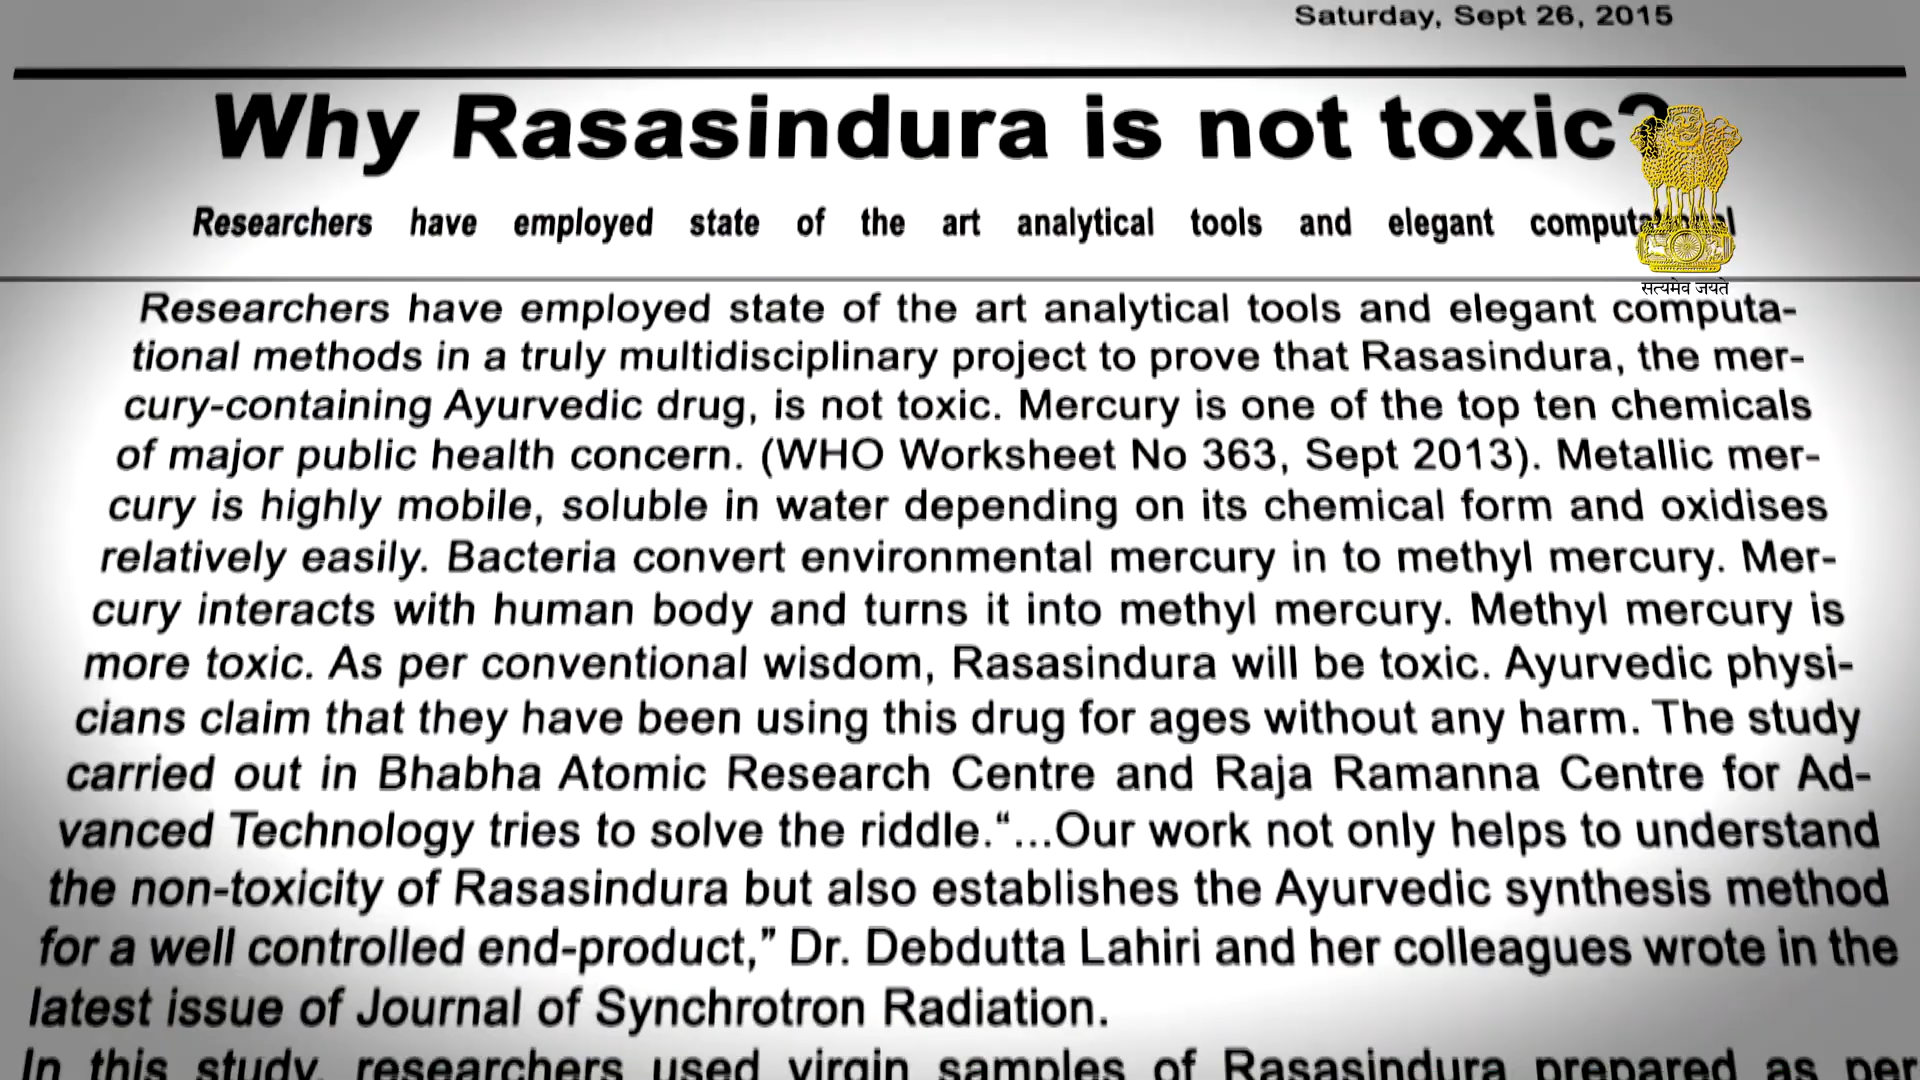 Saturday, Sept 26, 2015
Why Rasasindura is not toxic?
Researchers have employed state of the art analytical tools and elegant computational
सत्यमेव जयते
Researchers have employed state of the art analytical tools and elegant computa-
tional methods in a truly multidisciplinary project to prove that Rasasindura, the mer-
cury-containing Ayurvedic drug, is not toxic. Mercury is one of the top ten chemicals
of major public health concern. (WHO Worksheet No 363, Sept 2013). Metallic mer-
cury is highly mobile, soluble in water depending on its chemical form and oxidises
relatively easily. Bacteria convert environmental mercury in to methyl mercury. Mer-
cury interacts with human body and turns it into methyl mercury. Methyl mercury is
more toxic. As per conventional wisdom, Rasasindura will be toxic. Ayurvedic physi-
cians claim that they have been using this drug for ages without any harm. The study
carried out in Bhabha Atomic Research Centre and Raja Ramanna Centre for Ad-
vanced Technology tries to solve the riddle.“...Our work not only helps to understand
the non-toxicity of Rasasindura but also establishes the Ayurvedic synthesis method
for a well controlled end-product,” Dr. Debdutta Lahiri and her colleagues wrote in the
latest issue of Journal of Synchrotron Radiation.
In this study, researchers used virgin samples of Rasasindura prepared as per